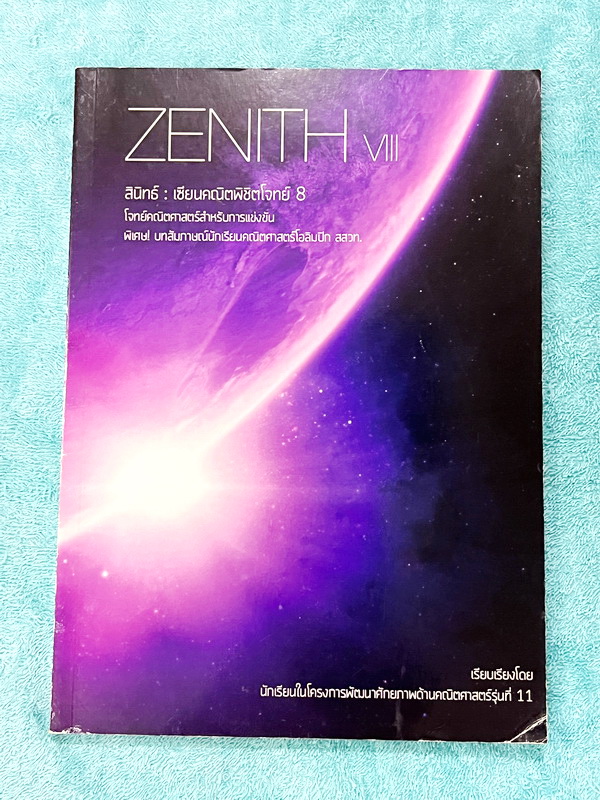 ZENITH VIII
สินิทธ์ : เซียนคณิตพิชิตโจทย์ 8
โจทย์คณิตศาสตร์สำหรับการแข่งขัน
พิเศษ! บทสัมภาษณ์นักเรียนคณิตศาสตร์โอลิมปิก สสวท.
เรียบเรียงโดย
นักเรียนในโครงการพัฒนาศักยภาพด้านคณิตศาสตร์รุ่นที่ 11